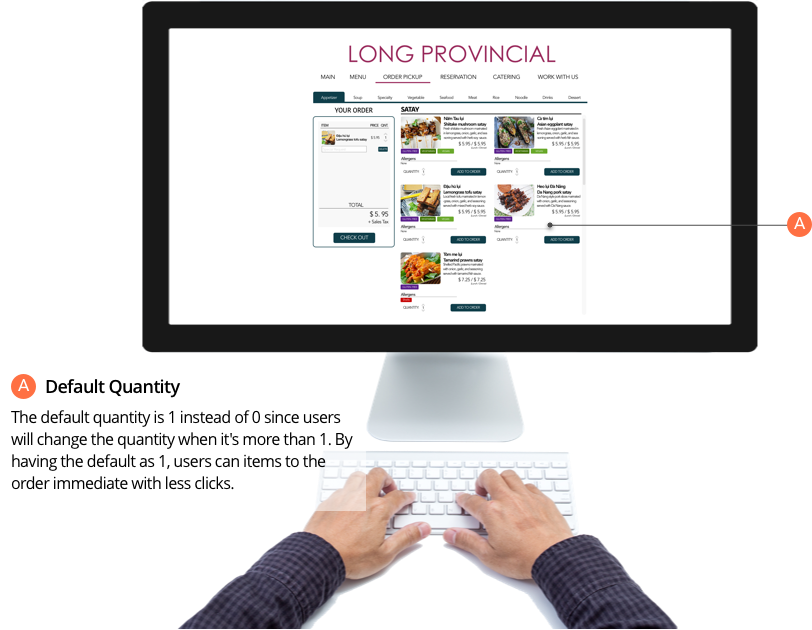 LONG PROVINCIAL
MAIN MENU ORDER PICKUP RESERVATION CATERING WORK WITH US
Appetizer Soup Specialty Vegetable Seafood Meat Rice Noodle Drinks Dessert
YOUR ORDER
ITEM PRICE QNT
Đậu hũ lụi
Lemongrass tofu satay
$ 5.95 1
TOTAL
$ 5. 95
+ Sales Tax
CHECK OUT
SATAY
Nấm Tao lụi
Shiitake mushroom satay
$ 5.95 / $ 5.95
Allergens
QUANTITY 1 ADD TO ORDER
Cà tím lụi
Asian eggplant satay
$ 5.95 / $ 5.95
Allergens
QUANTITY 1 ADD TO ORDER
Đậu hũ lụi
Lemongrass tofu satay
$ 5.95 / $ 5.95
Allergens
QUANTITY 1 ADD TO ORDER
Heo lụi Đà Nẵng
Da Nang pork satay
$ 5.95 / $ 5.95
Allergens
QUANTITY 1 ADD TO ORDER
Tôm me lụi
Tamarind prawns satay
$ 7.25 / $ 7.25
Allergens
QUANTITY 1 ADD TO ORDER
A
A Default Quantity
The default quantity is 1 instead of 0 since users
will change the quantity when it's more than 1. By
having the default as 1, users can items to the
order immediate with less clicks.